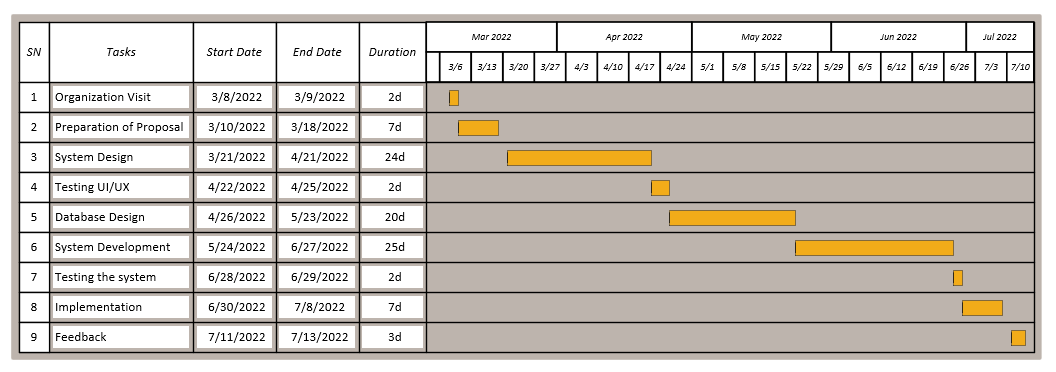 SN Tasks Start Date End Date Duration Mar 2022 Apr 2022 May 2022 Jun 2022 Jul 2022
3/6 3/13 3/20 3/27 4/3 4/10 4/17 4/24 5/1 5/8 5/15 5/22 5/29 6/5 6/12 6/19 6/26 7/3 7/10
1 Organization Visit 3/8/2022 3/9/2022 2d
2 Preparation of Proposal 3/10/2022 3/18/2022 7d
3 System Design 3/21/2022 4/21/2022 24d
4 Testing UI/UX 4/22/2022 4/25/2022 2d
5 Database Design 4/26/2022 5/23/2022 20d
6 System Development 5/24/2022 6/27/2022 25d
7 Testing the system 6/28/2022 6/29/2022 2d
8 Implementation 6/30/2022 7/8/2022 7d
9 Feedback 7/11/2022 7/13/2022 3d